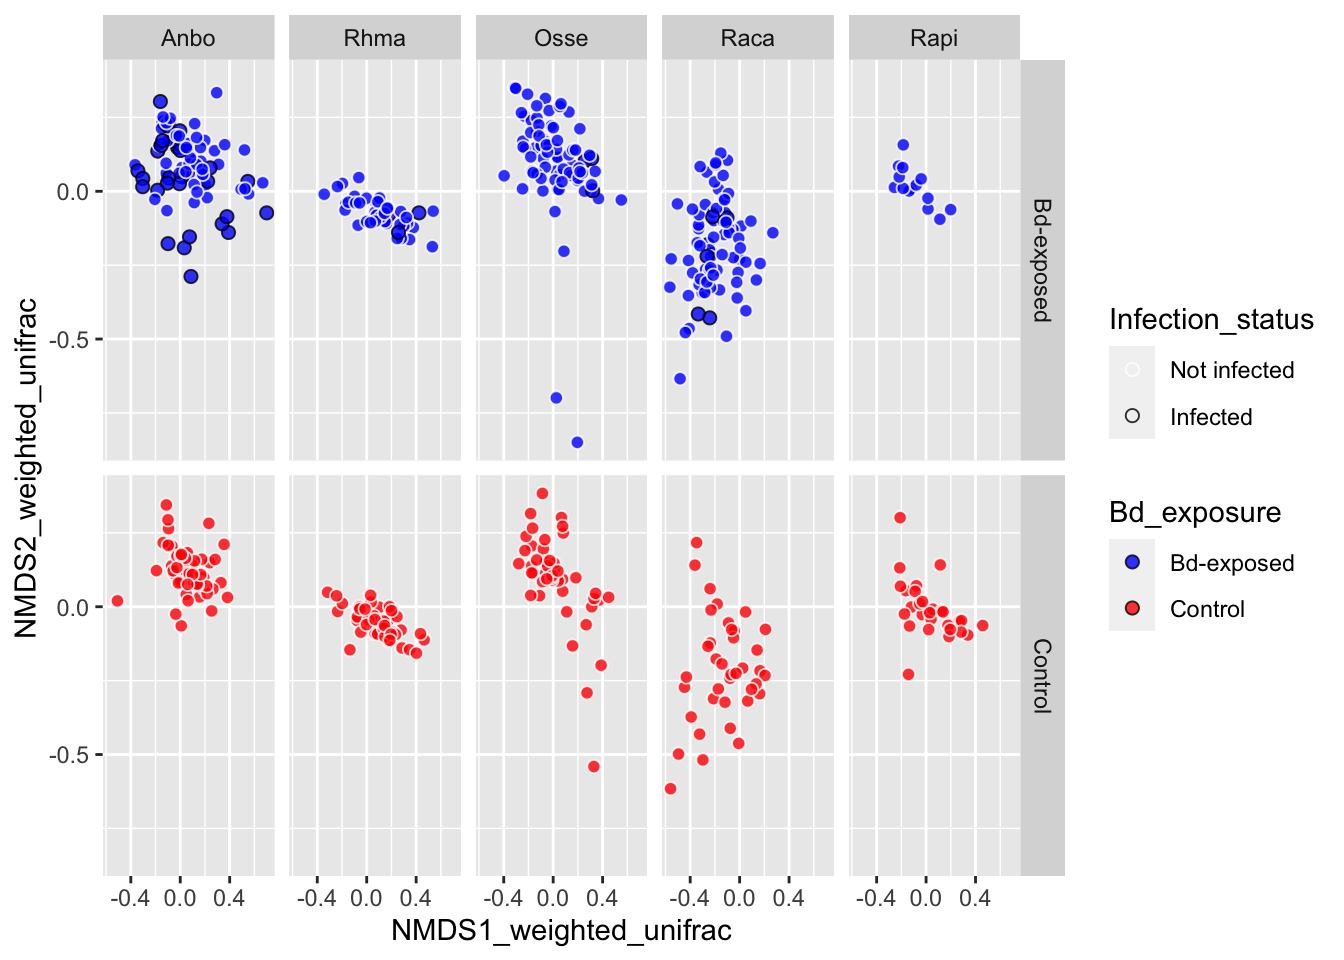 Anbo Rhma Osse Raca Rapi
0.0
-0.5
Bd-exposed
0.0
-0.5
Control
-0.4 0.0 0.4 -0.4 0.0 0.4 -0.4 0.0 0.4 -0.4 0.0 0.4 -0.4 0.0 0.4
NMDS1_weighted_unifrac
NMDS2_weighted_unifrac
Infection_status
Not infected
Infected
Bd_exposure
Bd-exposed
Control